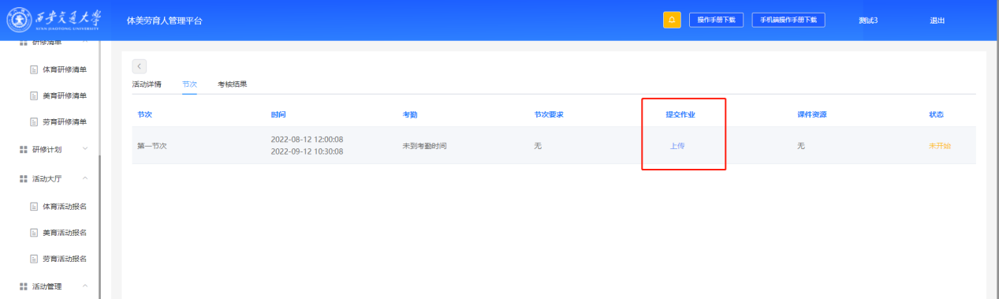 西安交通大学
XI'AN JIAOTONG UNIVERSITY
体美劳育人管理平台
操作手册下载
手机端操作手册下载
测试3
退出
研修清单
体育研修清单
美育研修清单
劳育研修清单
研修计划
活动大厅
体育活动报名
美育活动报名
劳育活动报名
活动管理
活动详情 节次 考核结果
节次 时间 考勤 节次要求 提交作业 课件资源 状态
第一节次 2022-08-12 12:00:08 未到考勤时间 无 上传 无 未开始
2022-09-12 10:30:08